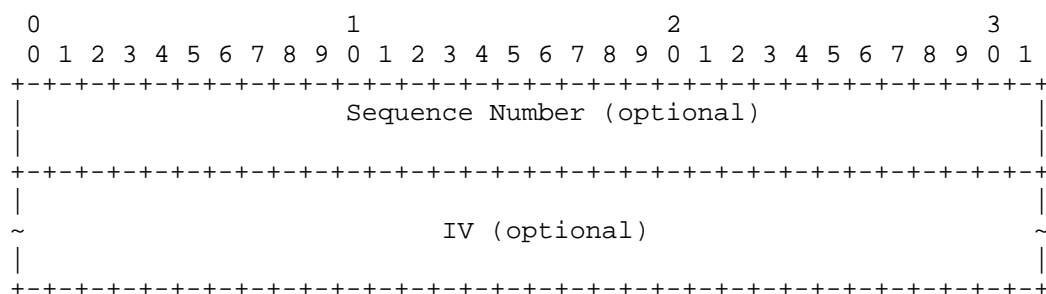 0                   1                   2                   3
 0 1 2 3 4 5 6 7 8 9 0 1 2 3 4 5 6 7 8 9 0 1 2 3 4 5 6 7 8 9 0 1
+-+-+-+-+-+-+-+-+-+-+-+-+-+-+-+-+-+-+-+-+-+-+-+-+-+-+-+-+-+-+-+-+
|                    Sequence Number (optional)                 |
|                                                               |
+-+-+-+-+-+-+-+-+-+-+-+-+-+-+-+-+-+-+-+-+-+-+-+-+-+-+-+-+-+-+-+-+
|                                                               |
~                          IV (optional)                        ~
|                                                               |
+-+-+-+-+-+-+-+-+-+-+-+-+-+-+-+-+-+-+-+-+-+-+-+-+-+-+-+-+-+-+-+-+